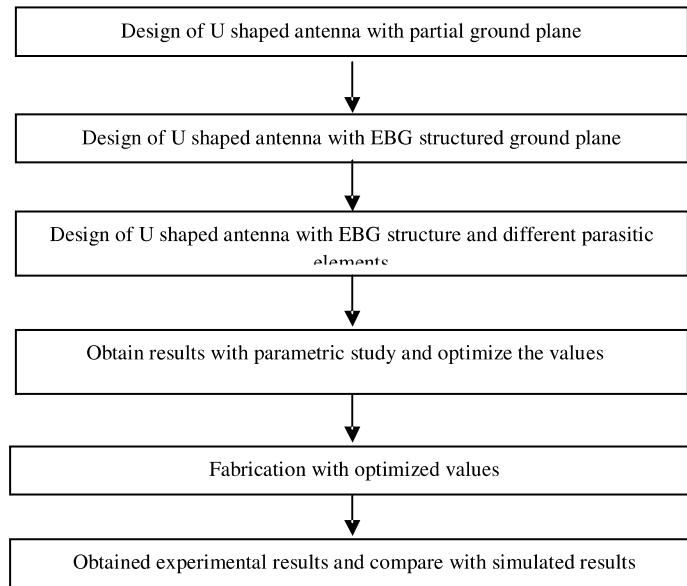 Design of U shaped antenna with partial ground plane
Design of U shaped antenna with EBG structured ground plane
Design of U shaped antenna with EBG structure and different parasitic
elements
Obtain results with parametric study and optimize the values
Fabrication with optimized values
Obtained experimental results and compare with simulated results